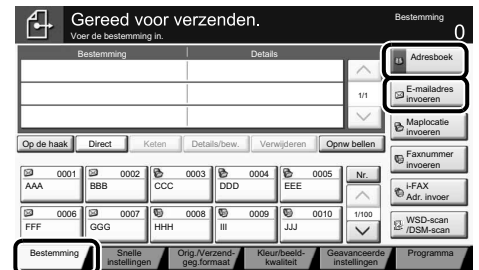 Gereed voor verzenden.
Voer de bestemming in.
Bestemming
0
Bestemming Details
1/1
Adresboek
E-mailadres
invoeren
Maplocatie
invoeren
Faxnummer
invoeren
i-FAX
Adr. invoer
WSD-scan
/DSM-scan
Op de haak Direct Keten Details/bew. Verwijderen Opnw bellen
0001 0002 0003 0004 0005 Nr.
AAA BBB CCC DDD EEE
0006 0007 0008 0009 0010 1/100
FFF GGG HHH III JJJ
Bestemming
Snelle
instellingen
Orig./Verzend-
geg.formaat
Kleur/beeld-
kwaliteit
Geavanceerde
instellingen
Programma